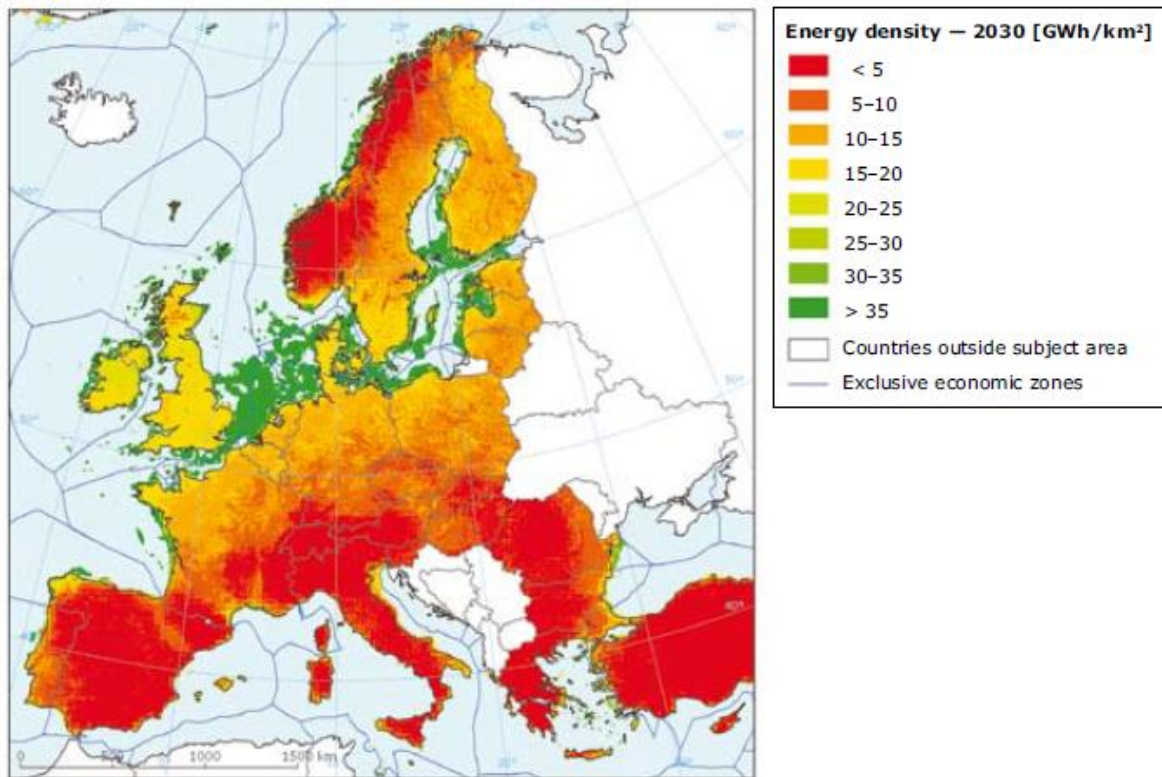 Energy density — 2030 [GWh/km²]
< 5
5–10
10–15
15–20
20–25
25–30
30–35
> 35
Countries outside subject area
Exclusive economic zones
0 500 1000 1500 km